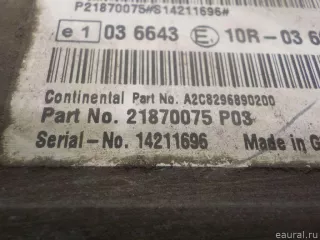 P21870075#S14211696#
e1 03 6643 E 10R-03 6
Continental Part No. A2C8296890200
Part No. 21870075 P03
Serial-No. 14211696 Made in G
eaural.ru